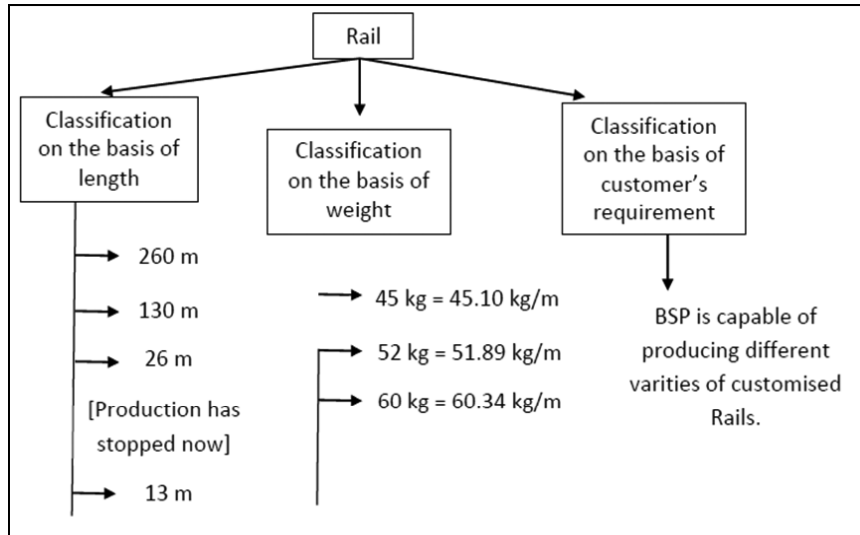 Rail
Classification
on the basis of
length
260 m
130 m
26 m
[Production has
stopped now]
13 m
Classification
on the basis of
weight
45 kg = 45.10 kg/m
52 kg = 51.89 kg/m
60 kg = 60.34 kg/m
Classification
on the basis of
customer's
requirement
BSP is capable of
producing different
varities of customised
Rails.